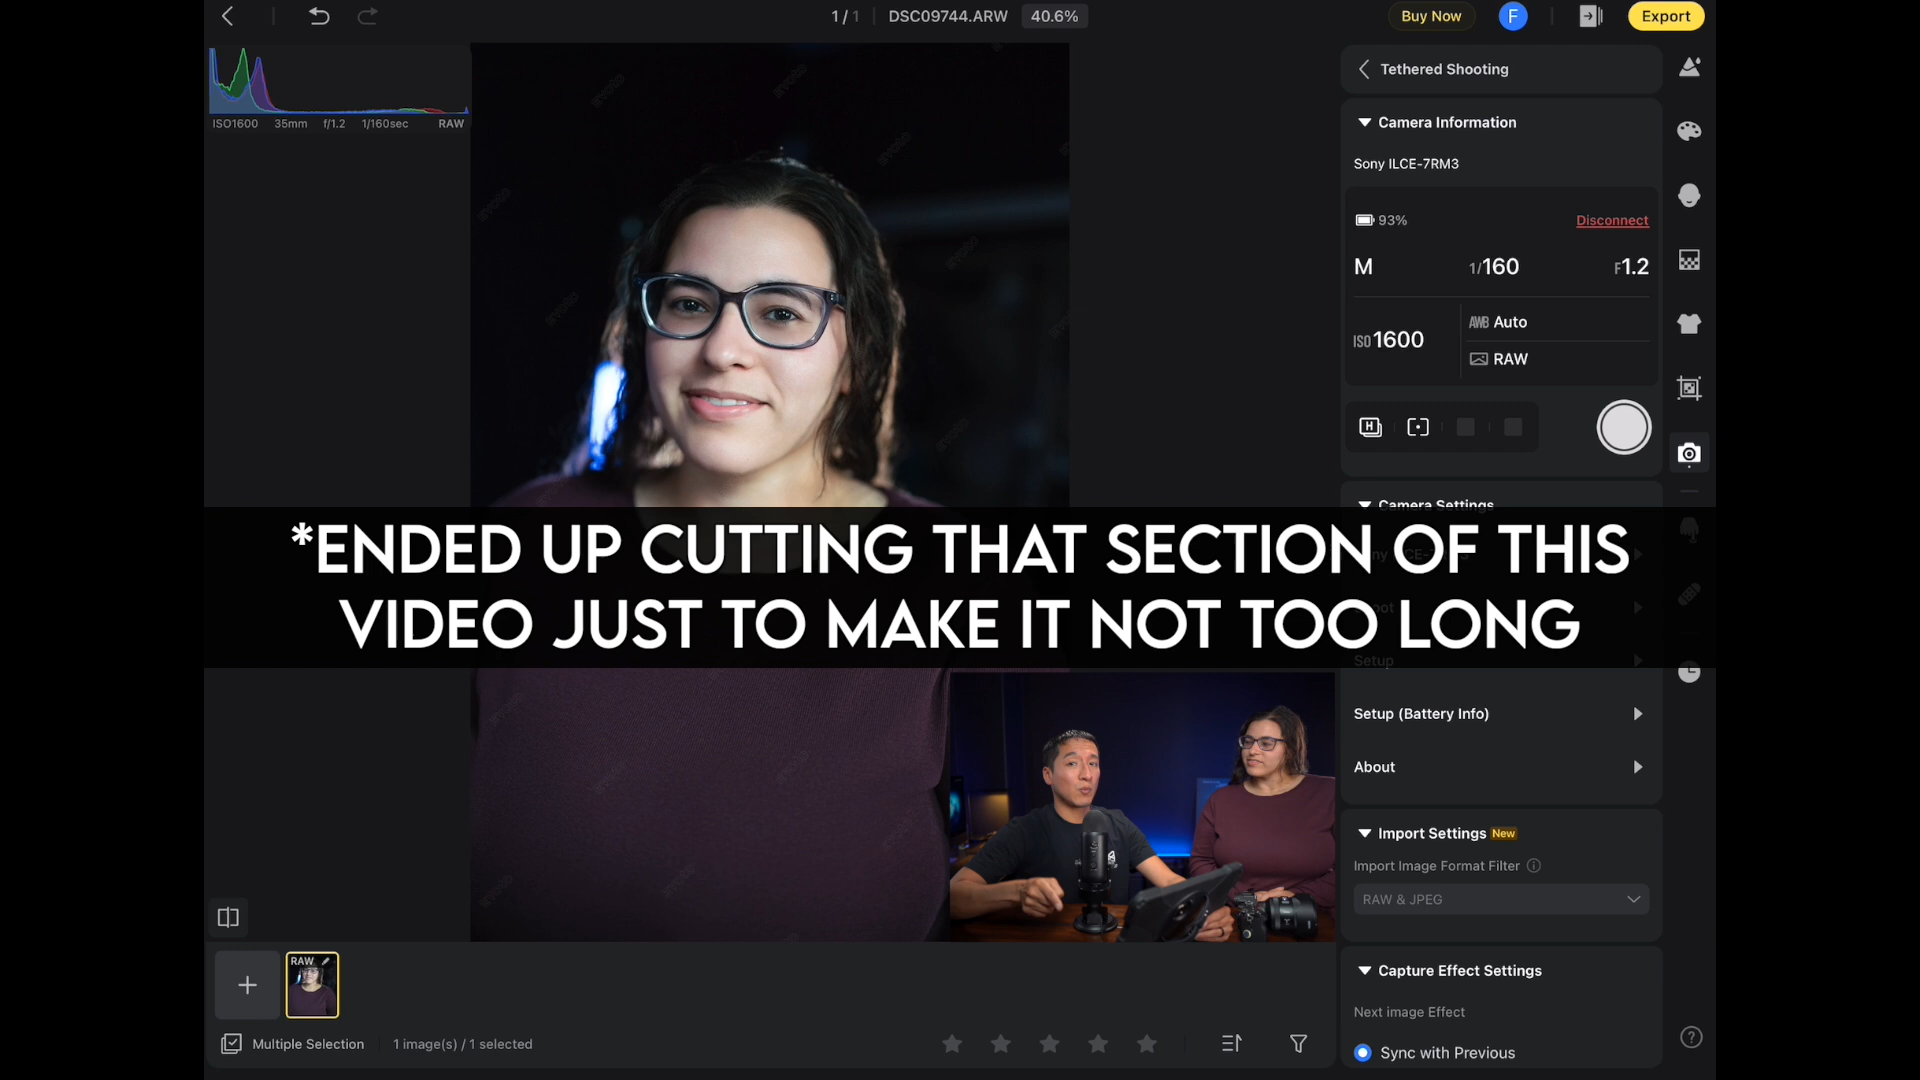 1 / 1
DSC09744.ARW
40.6%
Buy Now
F
Export
ISO1600 35mm f/1.2 1/160sec RAW
Tethered Shooting
Camera Information
Sony ILCE-7RM3
93%
Disconnect
M
1/160
F1.2
ISO1600
AWB Auto
RAW
H
Camera Settings
*ENDED UP CUTTING THAT SECTION OF THIS
VIDEO JUST TO MAKE IT NOT TOO LONG
Setup
Setup (Battery Info)
About
Import Settings New
Import Image Format Filter
RAW & JPEG
Capture Effect Settings
Next image Effect
Sync with Previous
RAW
Multiple Selection
1 image(s) / 1 selected